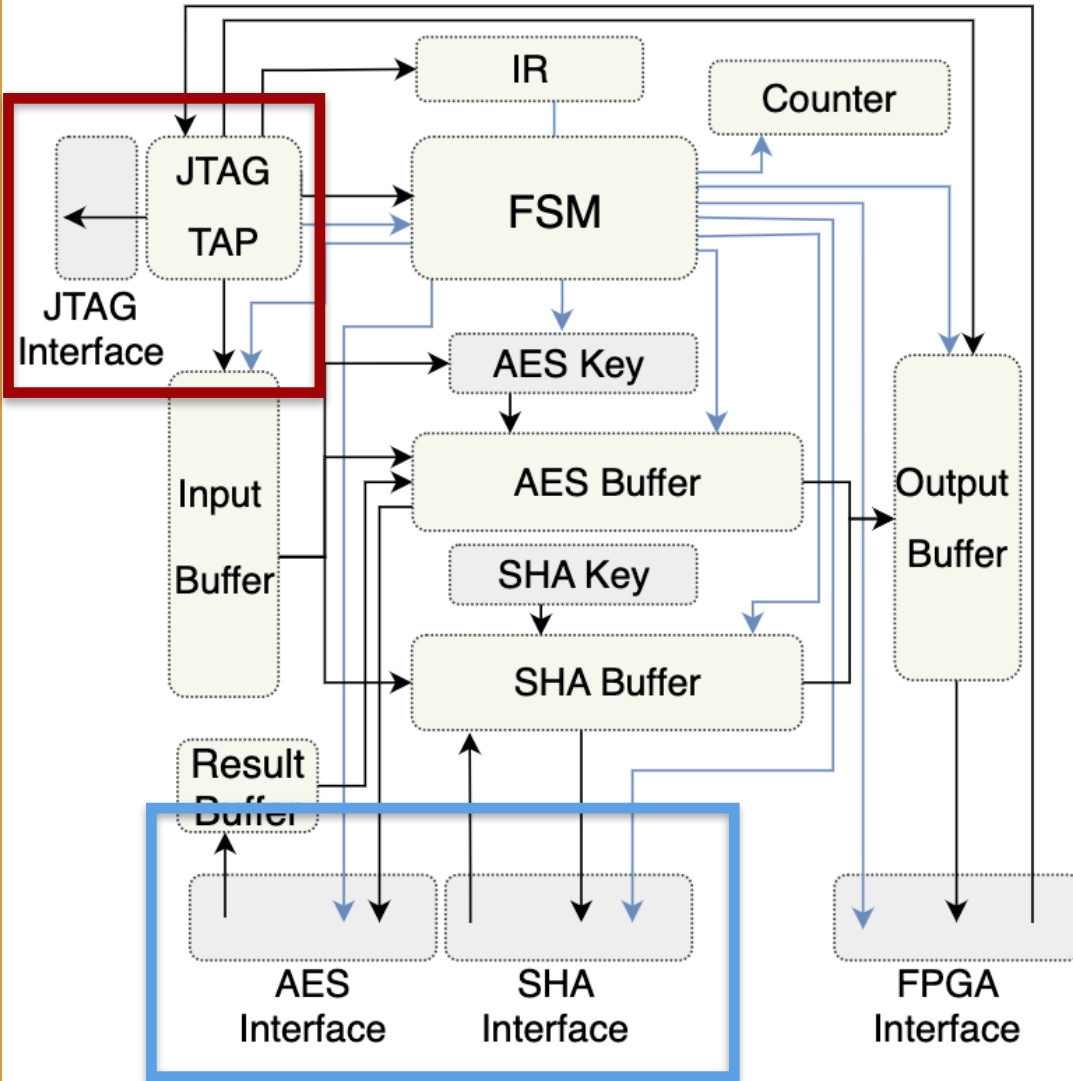 IR
Counter
JTAG
TAP
FSM
JTAG
Interface
AES Key
AES Buffer
Input
Buffer
Output
Buffer
SHA Key
SHA Buffer
Result
Buffer
AES
Interface
SHA
Interface
FPGA
Interface